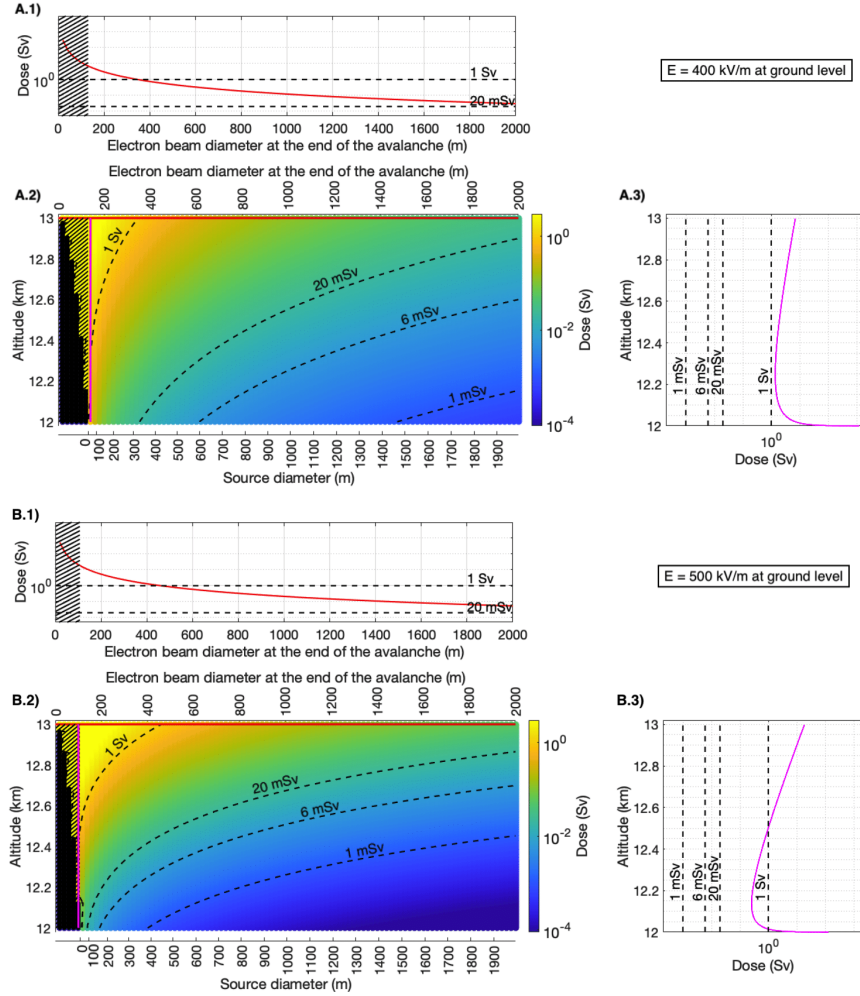 A.1)
Dose (Sv)
10⁰
1 Sv
20 mSv
0 200 400 600 800 1000 1200 1400 1600 1800 2000
Electron beam diameter at the end of the avalanche (m)
E = 400 kV/m at ground level
Electron beam diameter at the end of the avalanche (m)
A.2)
0 200 400 600 800 1000 1200 1400 1600 1800 2000
Altitude (km)
13
12.8
12.6
12.4
12.2
12
1 Sv
20 mSv
6 mSv
1 mSv
0 100 200 300 400 500 600 700 800 900 1000 1100 1200 1300 1400 1500 1600 1700 1800 1900
Source diameter (m)
10⁰
10⁻²
10⁻⁴
Dose (Sv)
A.3)
Altitude (km)
13
12.8
12.6
12.4
12.2
12
1 mSv
6 mSv
20 mSv
1 Sv
10⁰
Dose (Sv)
B.1)
Dose (Sv)
10⁰
1 Sv
20 mSv
0 200 400 600 800 1000 1200 1400 1600 1800 2000
Electron beam diameter at the end of the avalanche (m)
E = 500 kV/m at ground level
Electron beam diameter at the end of the avalanche (m)
B.2)
0 200 400 600 800 1000 1200 1400 1600 1800 2000
Altitude (km)
13
12.8
12.6
12.4
12.2
12
1 Sv
20 mSv
6 mSv
1 mSv
0 100 200 300 400 500 600 700 800 900 1000 1100 1200 1300 1400 1500 1600 1700 1800 1900
Source diameter (m)
10⁰
10⁻²
10⁻⁴
Dose (Sv)
B.3)
Altitude (km)
13
12.8
12.6
12.4
12.2
12
1 mSv
6 mSv
20 mSv
1 Sv
10⁰
Dose (Sv)